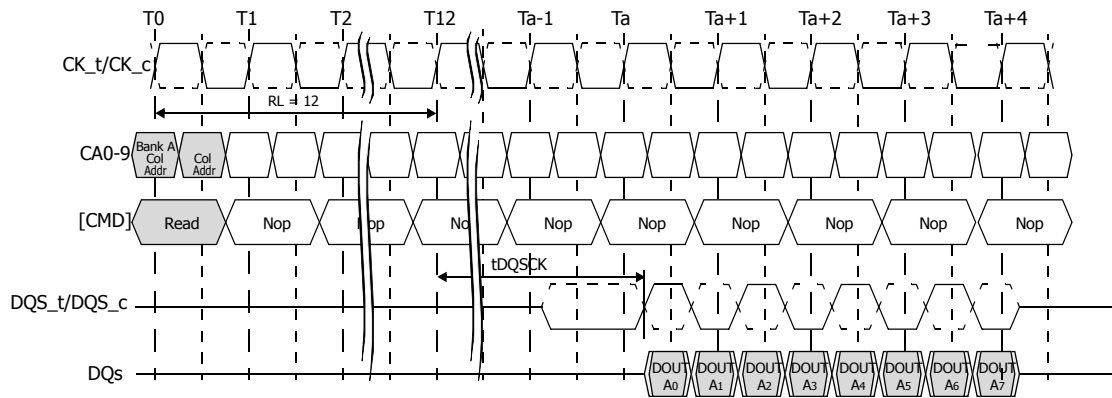 T0 T1 T2 T12 Ta-1 Ta Ta+1 Ta+2 Ta+3 Ta+4
CK_t/CK_c
RL = 12
CA0-9
Bank A
Col
Addr
Col
Addr
[CMD] Read Nop Nop Nop Nop Nop Nop Nop Nop Nop
tDQSCK
DQS_t/DQS_c
DQs
DOUT DOUT DOUT DOUT DOUT DOUT DOUT DOUT
A0 A1 A2 A3 A4 A5 A6 A7